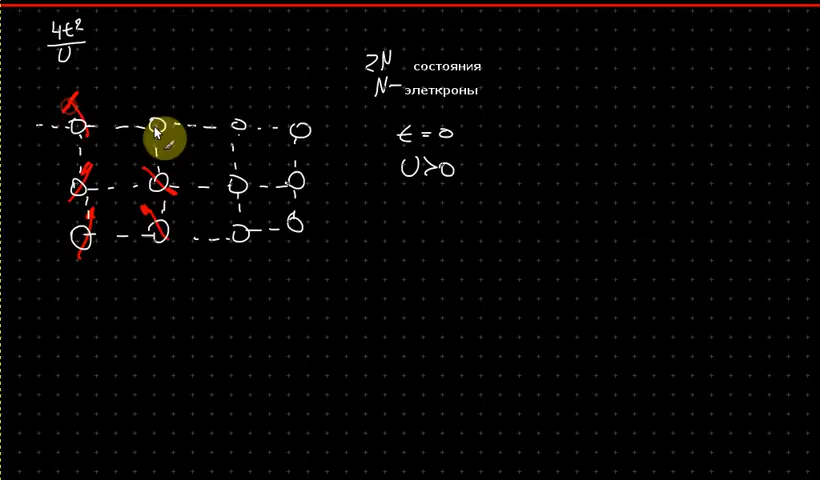 4t²
U
2N состояния
N- элеткроны
t = 0
U>0